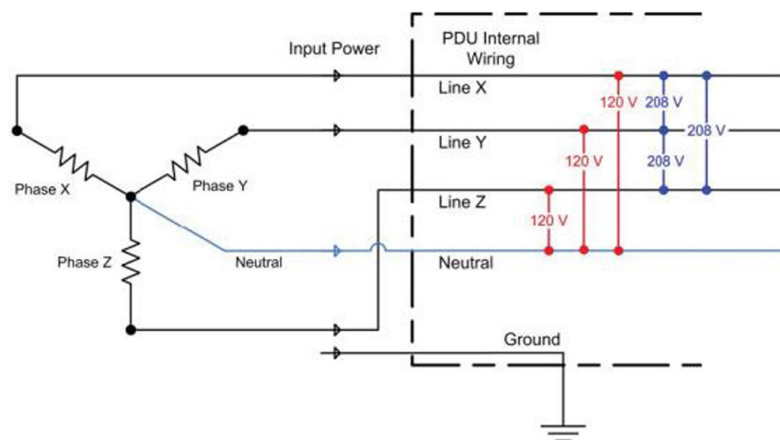 Input Power
PDU Internal
Wiring
Line X
120 V
208 V
Line Y
208 V
120 V
208 V
Phase X
Phase Y
Line Z
120 V
Phase Z
Neutral
Neutral
Ground